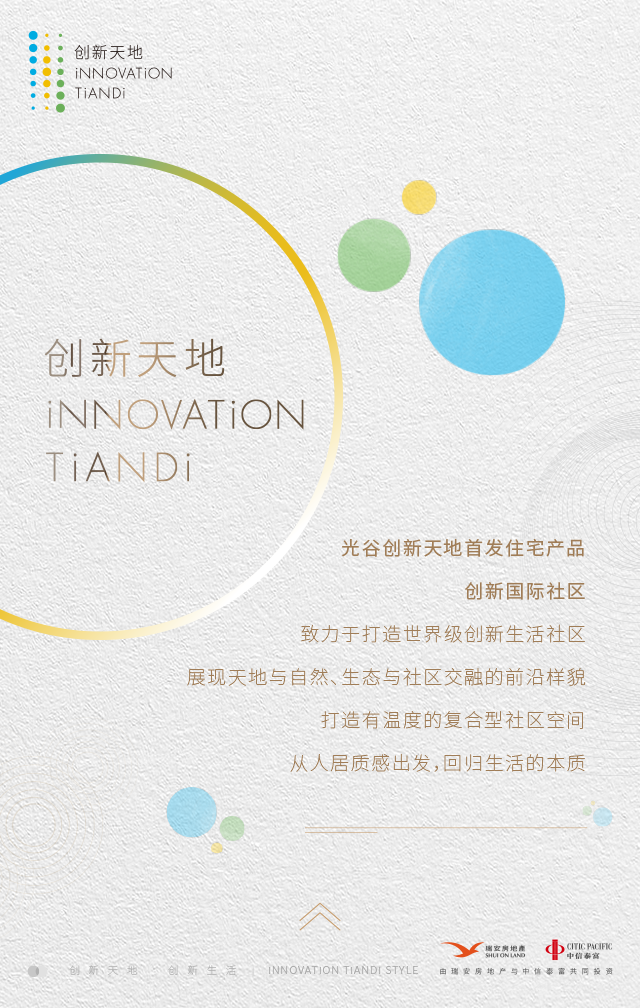 创新天地
iNNOVATiON
TiANDi
创新天地
iNNOVATiON
TiANDi
光谷创新天地首发住宅产品
创新国际社区
致力于打造世界级创新生活社区
展现天地与自然、生态与社区交融的前沿样貌
打造有温度的复合型社区空间
从人居质感出发，回归生活的本质
瑞安房地產
SHUI ON LAND
CITIC PACIFIC
中信泰富
创新天地 创新生活 | INNOVATION TIANDI STYLE
由瑞安房地产与中信泰富共同投资